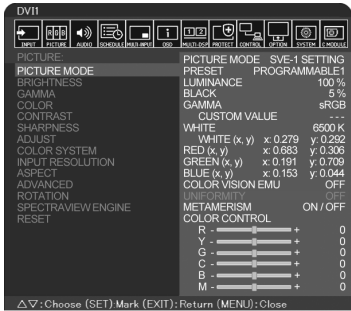 DVI1
INPUT PICTURE AUDIO SCHEDULE MULTI-INPUT OSD MULTI-DSP PROTECT CONTROL OPTION SYSTEM C MODULE
PICTURE:
PICTURE MODE
BRIGHTNESS
GAMMA
COLOR
CONTRAST
SHARPNESS
ADJUST
COLOR SYSTEM
INPUT RESOLUTION
ASPECT
ADVANCED
ROTATION
SPECTRAVIEW ENGINE
RESET
PICTURE MODE SVE-1 SETTING
PRESET PROGRAMMABLE1
LUMINANCE 100 %
BLACK 5 %
GAMMA sRGB
CUSTOM VALUE ---
WHITE 6500 K
WHITE (x, y) x: 0.279 y: 0.292
RED (x, y) x: 0.683 y: 0.306
GREEN (x, y) x: 0.191 y: 0.709
BLUE (x, y) x: 0.153 y: 0.044
COLOR VISION EMU OFF
UNIFORMITY OFF
METAMERISM ON / OFF
COLOR CONTROL
R - + 0
Y - + 0
G - + 0
C - + 0
B - + 0
M - + 0
△▽:Choose (SET):Mark (EXIT):Return (MENU):Close